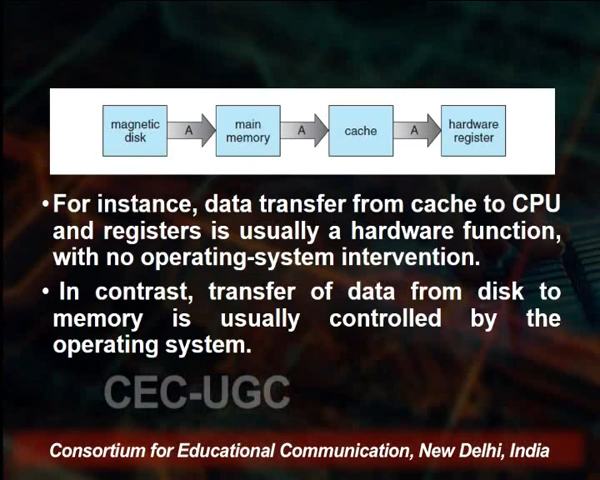 magnetic disk A main memory A cache A hardware register
• For instance, data transfer from cache to CPU
and registers is usually a hardware function,
with no operating-system intervention.
• In contrast, transfer of data from disk to
memory is usually controlled by the
operating system.
CEC-UGC
Consortium for Educational Communication, New Delhi, India